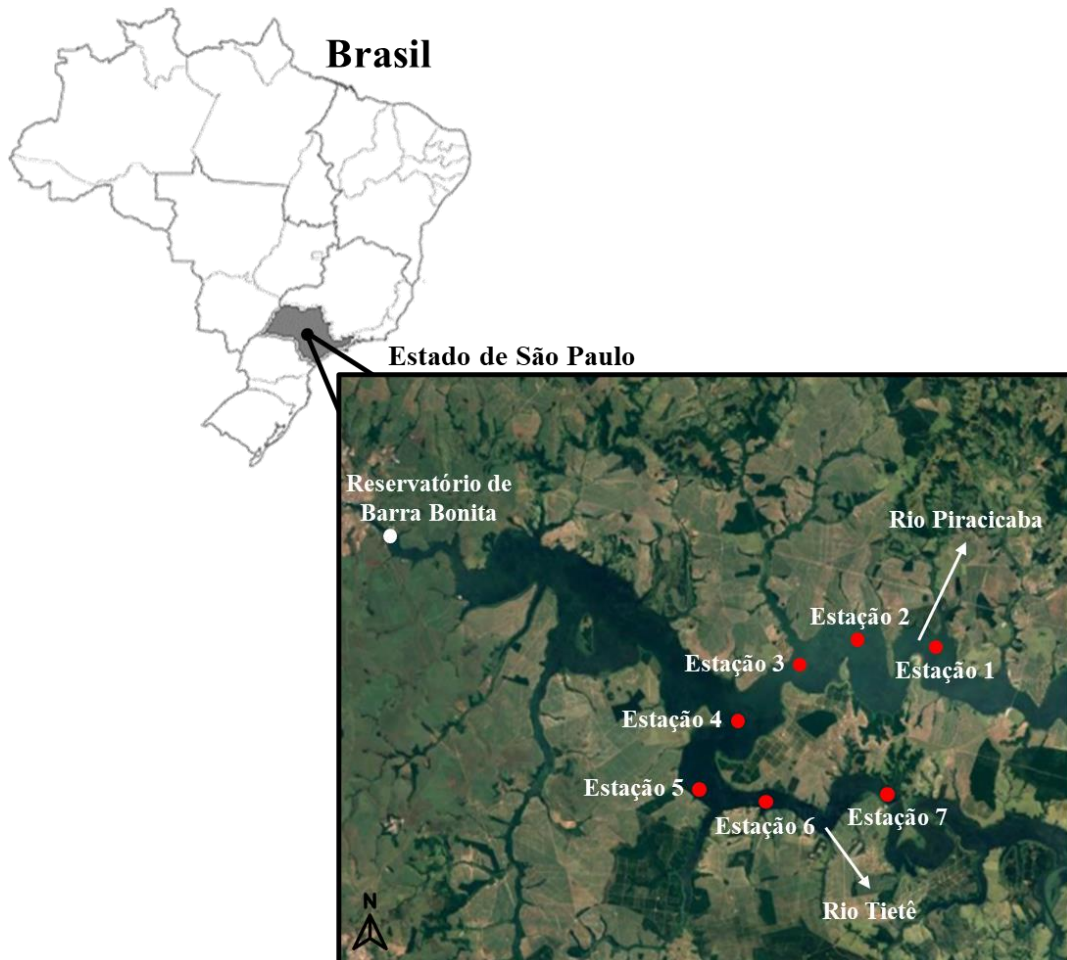 Brasil
Estado de São Paulo
Reservatório de
Barra Bonita
Rio Piracicaba
Estação 2
Estação 3
Estação 1
Estação 4
Estação 5
Estação 6
Estação 7
Rio Tietê
N